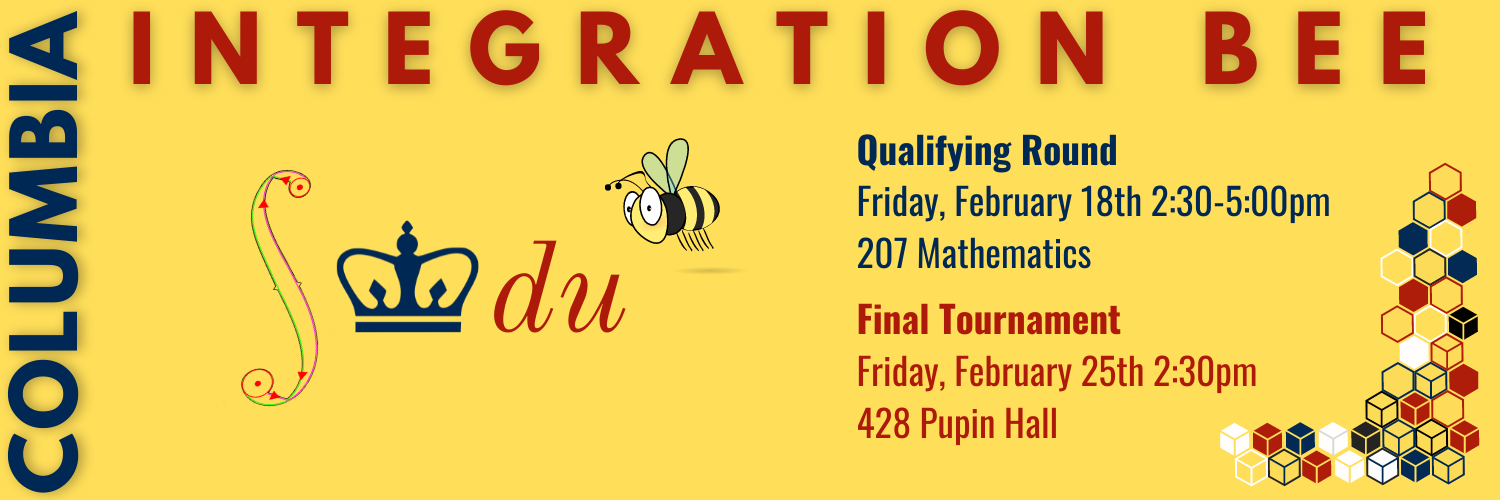 COLUMBIA
INTEGRATION BEE
∫ du
Qualifying Round
Friday, February 18th 2:30-5:00pm
207 Mathematics
Final Tournament
Friday, February 25th 2:30pm
428 Pupin Hall